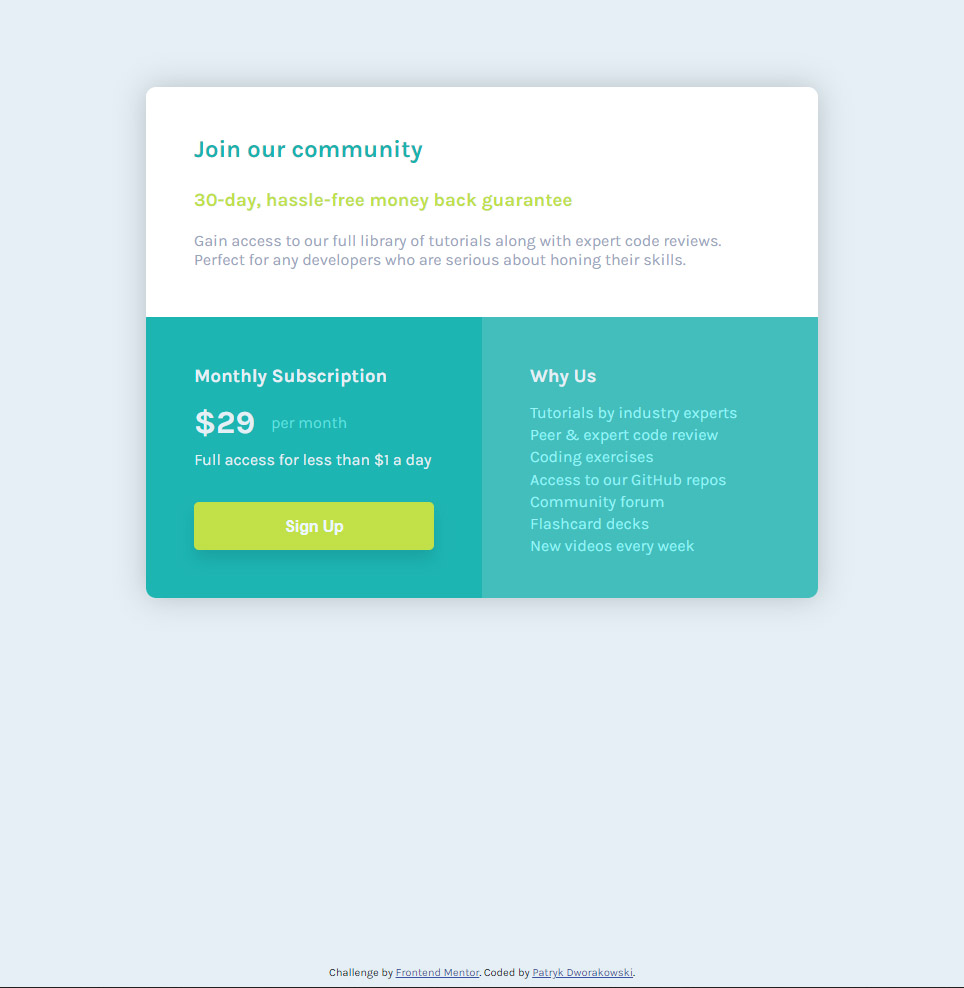 Join our community
30-day, hassle-free money back guarantee
Gain access to our full library of tutorials along with expert code reviews.
Perfect for any developers who are serious about honing their skills.
Monthly Subscription
$29 per month
Full access for less than $1 a day
Sign Up
Why Us
Tutorials by industry experts
Peer & expert code review
Coding exercises
Access to our GitHub repos
Community forum
Flashcard decks
New videos every week
Challenge by Frontend Mentor. Coded by Patryk Dworakowski.